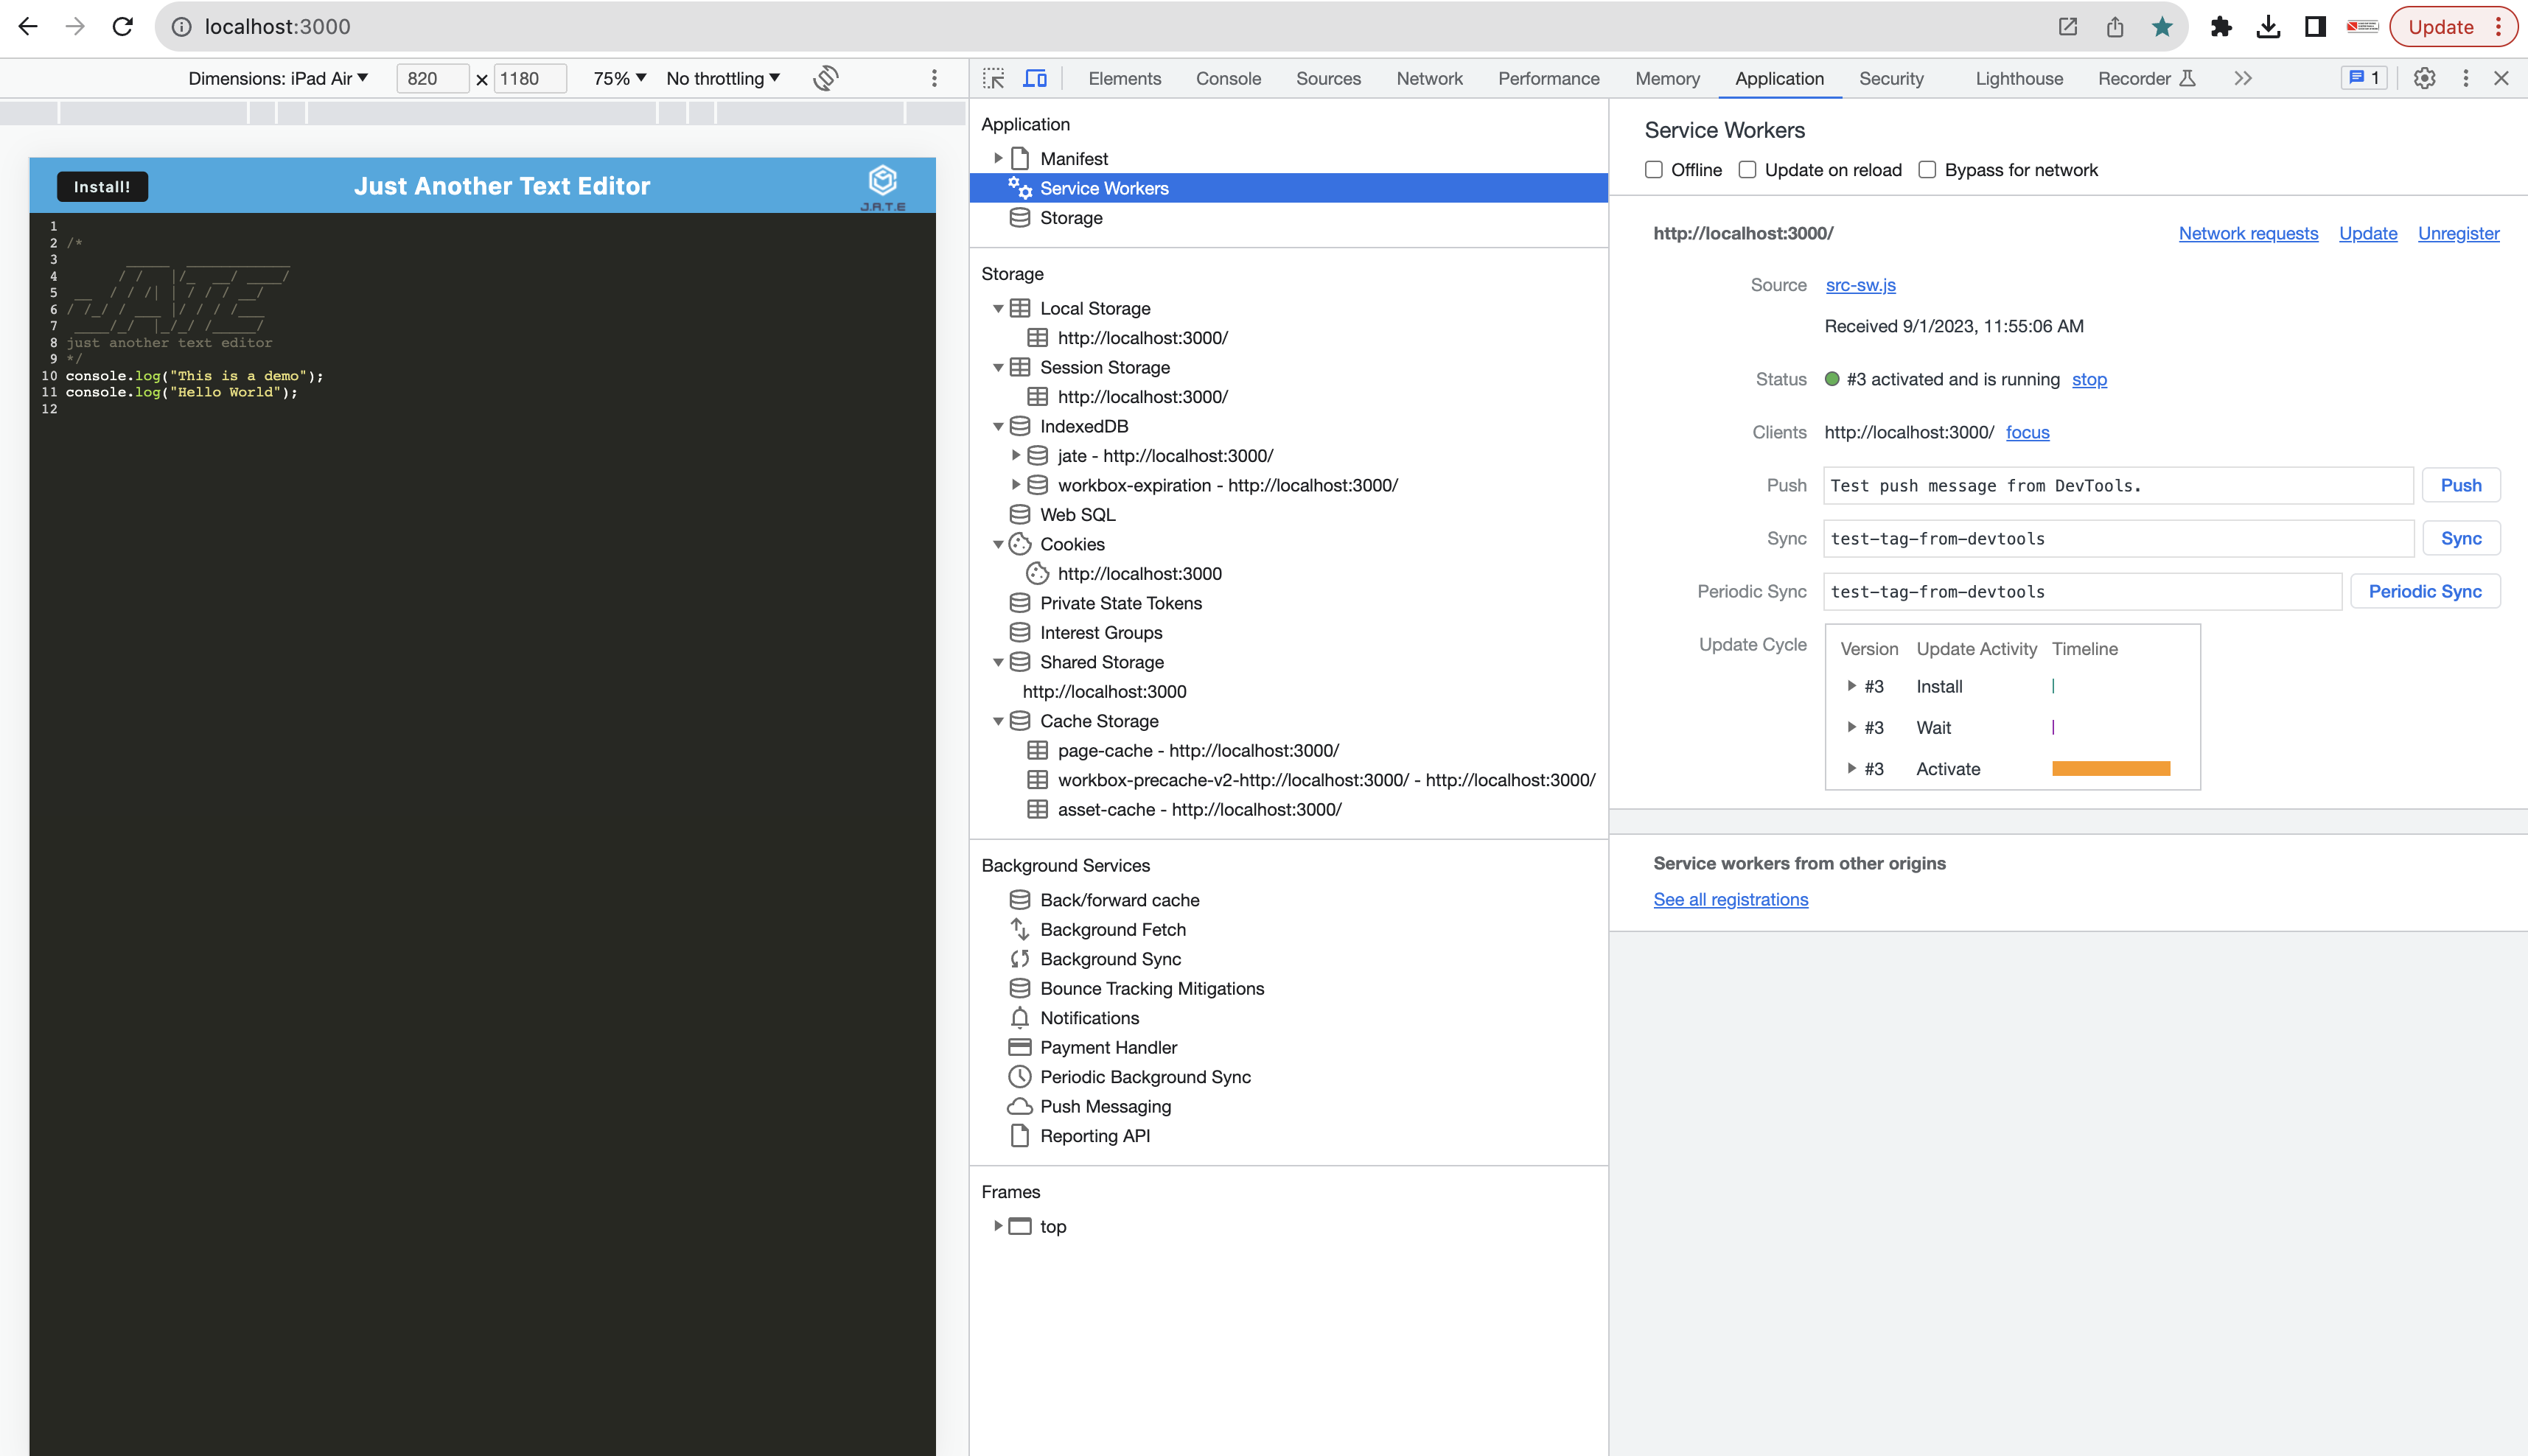 localhost:3000
Update
Dimensions: iPad Air
820 × 1180
75%
No throttling
Install!
Just Another Text Editor
J.A.T.E
1
2 /*
3       _____  ____________
4      / /   |/_  __/ ____/
5 __  / / /| | / / / __/
6 / /_/ / ___ |/ / / /___
7 ____/_/  |_/_/ /_____/
8 just another text editor
9 */
10 console.log("This is a demo");
11 console.log("Hello World");
12
Elements
Console
Sources
Network
Performance
Memory
Application
Security
Lighthouse
Recorder
1
Application
Manifest
Service Workers
Storage
Storage
Local Storage
http://localhost:3000/
Session Storage
http://localhost:3000/
IndexedDB
jate - http://localhost:3000/
workbox-expiration - http://localhost:3000/
Web SQL
Cookies
http://localhost:3000
Private State Tokens
Interest Groups
Shared Storage
http://localhost:3000
Cache Storage
page-cache - http://localhost:3000/
workbox-precache-v2-http://localhost:3000/ - http://localhost:3000/
asset-cache - http://localhost:3000/
Background Services
Back/forward cache
Background Fetch
Background Sync
Bounce Tracking Mitigations
Notifications
Payment Handler
Periodic Background Sync
Push Messaging
Reporting API
Frames
top
Service Workers
Offline
Update on reload
Bypass for network
http://localhost:3000/
Network requests
Update
Unregister
Source src-sw.js
Received 9/1/2023, 11:55:06 AM
Status #3 activated and is running stop
Clients http://localhost:3000/ focus
Push Test push message from DevTools. Push
Sync test-tag-from-devtools Sync
Periodic Sync test-tag-from-devtools Periodic Sync
Update Cycle
Version Update Activity Timeline
#3 Install
#3 Wait
#3 Activate
Service workers from other origins
See all registrations